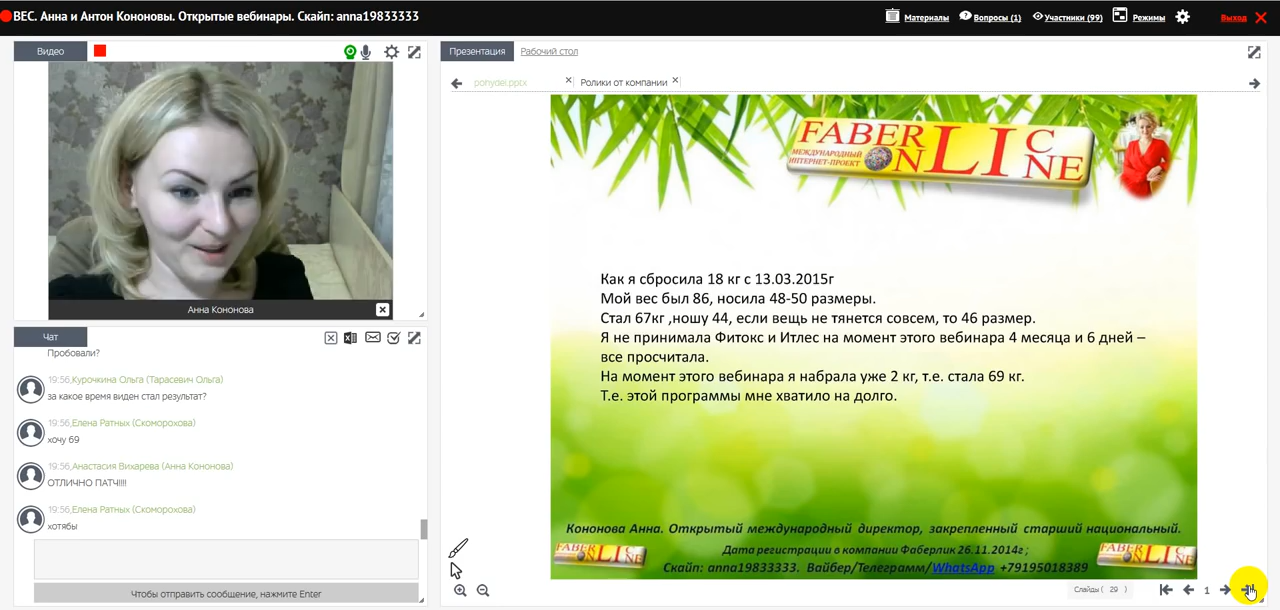 ВЕС. Анна и Антон Кононовы. Открытые вебинары. Скайп: anna19833333
Материалы
Вопросы (1)
Участники (99)
Режимы
Выход
Видео
Анна Кононова
Чат
Пробовали?
19:56,Курочкина Ольга (Тарасевич Ольга)
за какое время виден стал результат?
19:56,Елена Ратных (Скоморохова)
хочу 69
19:56,Анастасия Вихарева (Анна Кононова)
ОТЛИЧНО ПАТЧ!!!!
19:56,Елена Ратных (Скоморохова)
хотябы
Чтобы отправить сообщение, нажмите Enter
Презентация
Рабочий стол
Ролики от компании
FABERLIC
МЕЖДУНАРОДНЫЙ
ИНТЕРНЕТ-ПРОЕКТ
ONLINE
Как я сбросила 18 кг с 13.03.2015г
Мой вес был 86, носила 48-50 размеры.
Стал 67кг ,ношу 44, если вещь не тянется совсем, то 46 размер.
Я не принимала Фитокс и Итлес на момент этого вебинара 4 месяца и 6 дней –
все просчитала.
На момент этого вебинара я набрала уже 2 кг, т.е. стала 69 кг.
Т.е. этой программы мне хватило на долго.
Кононова Анна. Открытый международный директор, закрепленный старший национальный.
Дата регистрации в компании Фаберлик 26.11.2014г ;
Скайп: anna19833333. Вайбер/Телеграмм/WhatsApp +79195018389
Слайды ( 29 )
1